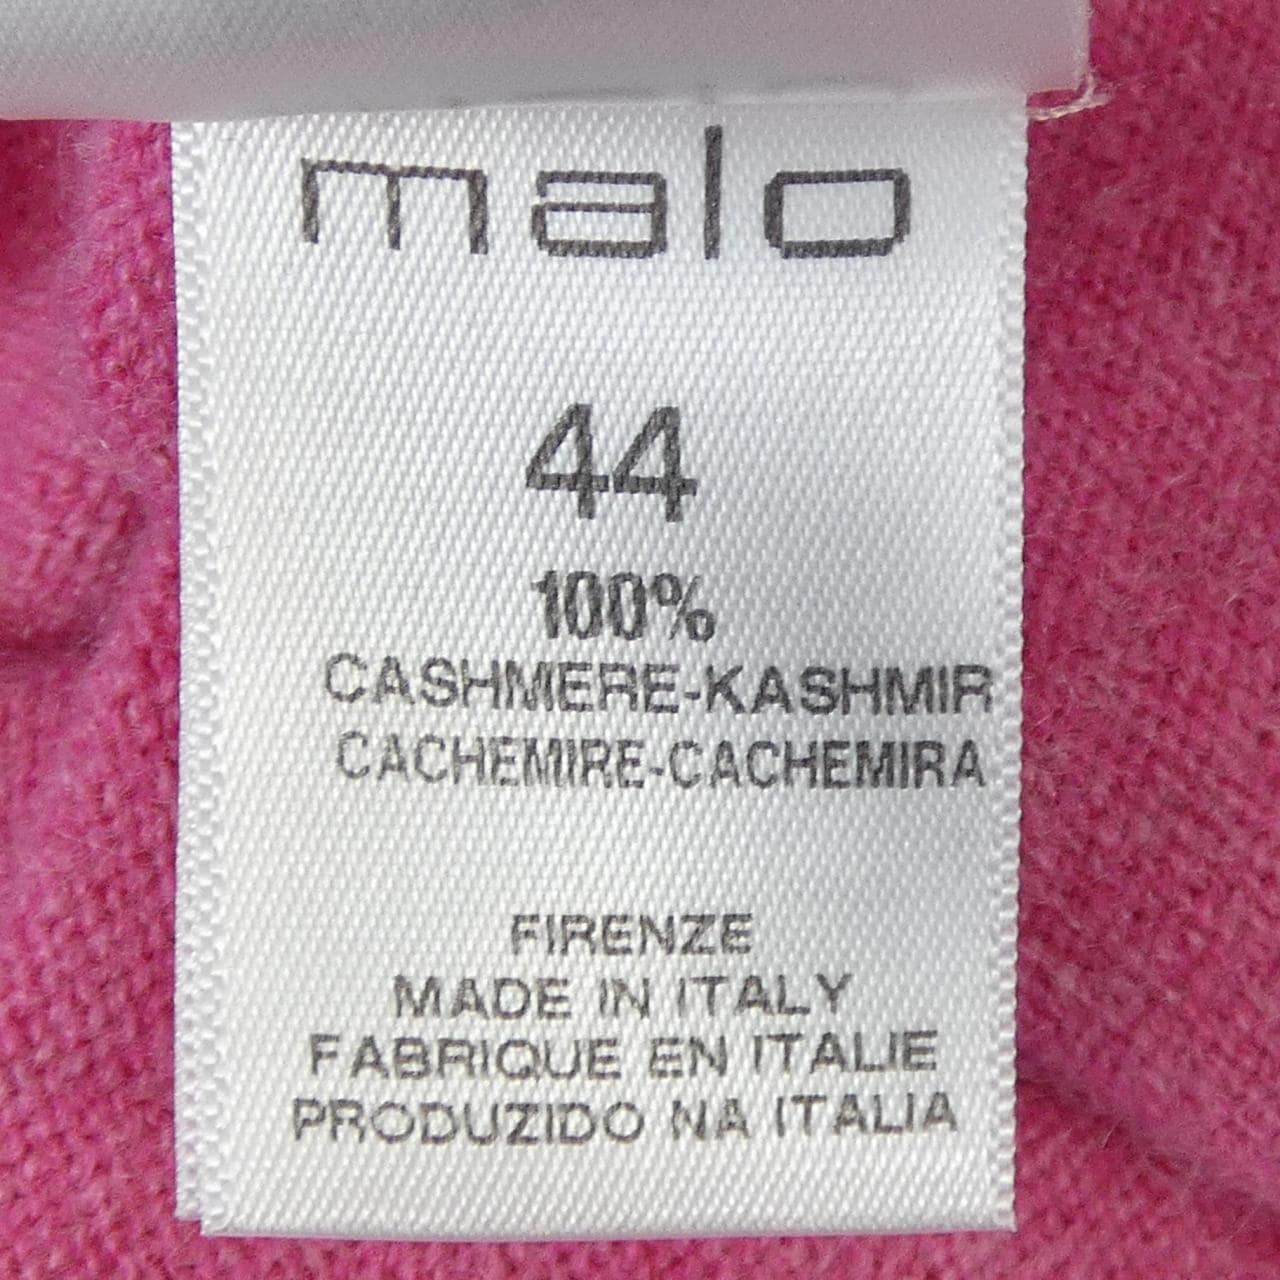 malo
44
100%
CASHMERE-KASHMIR
CACHEMIRE-CACHEMIRA
FIRENZE
MADE IN ITALY
FABRIQUE EN ITALIE
PRODUZIDO NA ITALIA